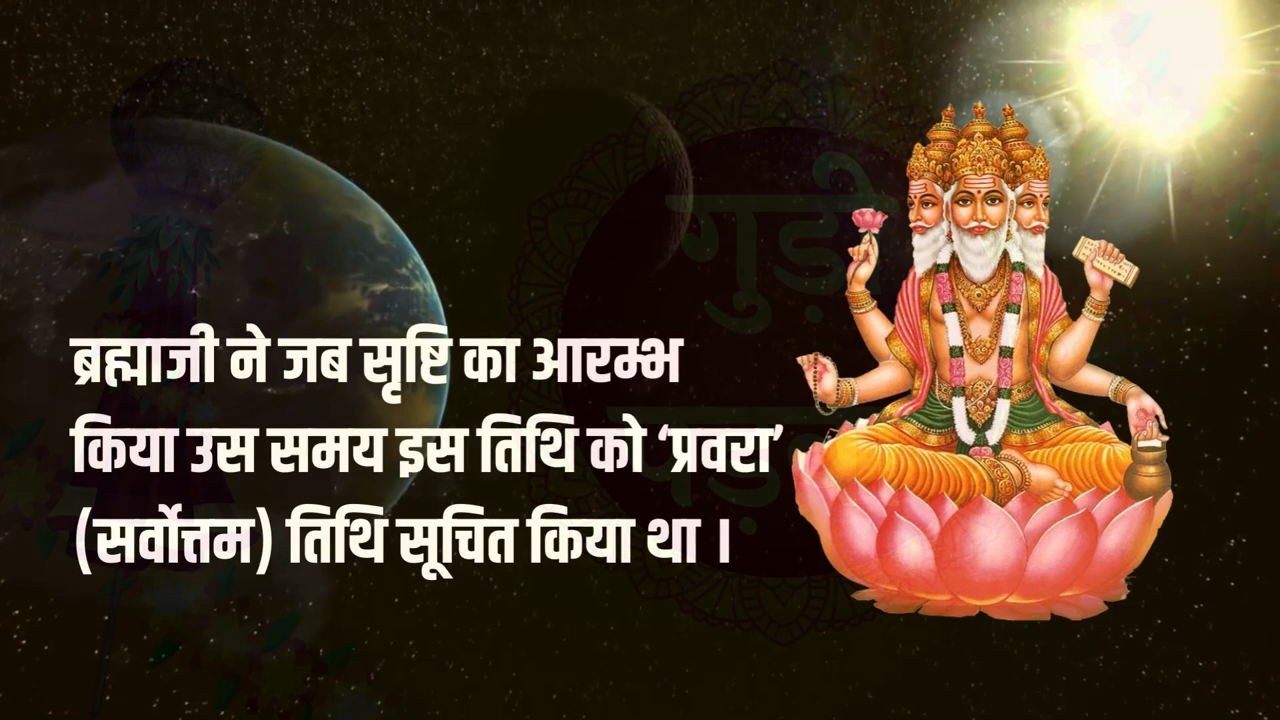 ब्रह्माजी ने जब सृष्टि का आरम्भ
किया उस समय इस तिथि को ‘प्रवरा’
(सर्वोत्तम) तिथि सूचित किया था ।
गुड़ी